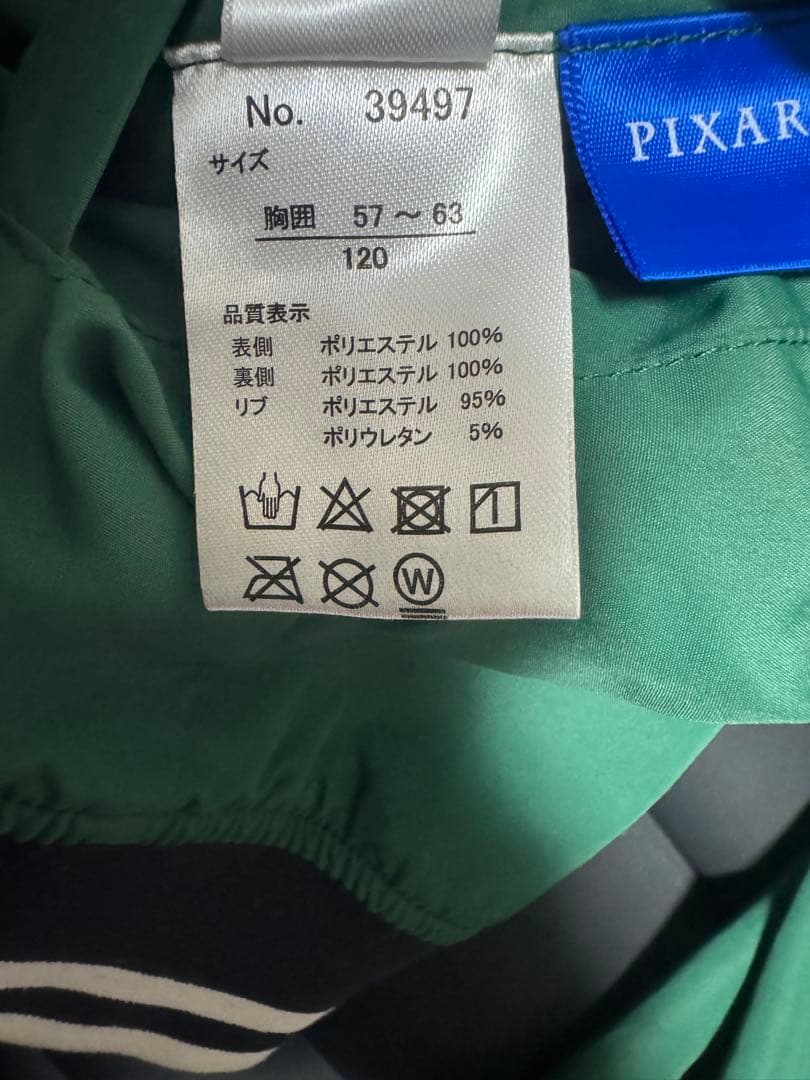 No. 39497
サイズ
胸囲 57～63
120
品質表示
表側 ポリエステル 100%
裏側 ポリエステル 100%
リブ ポリエステル 95%
ポリウレタン 5%
W
PIXAR